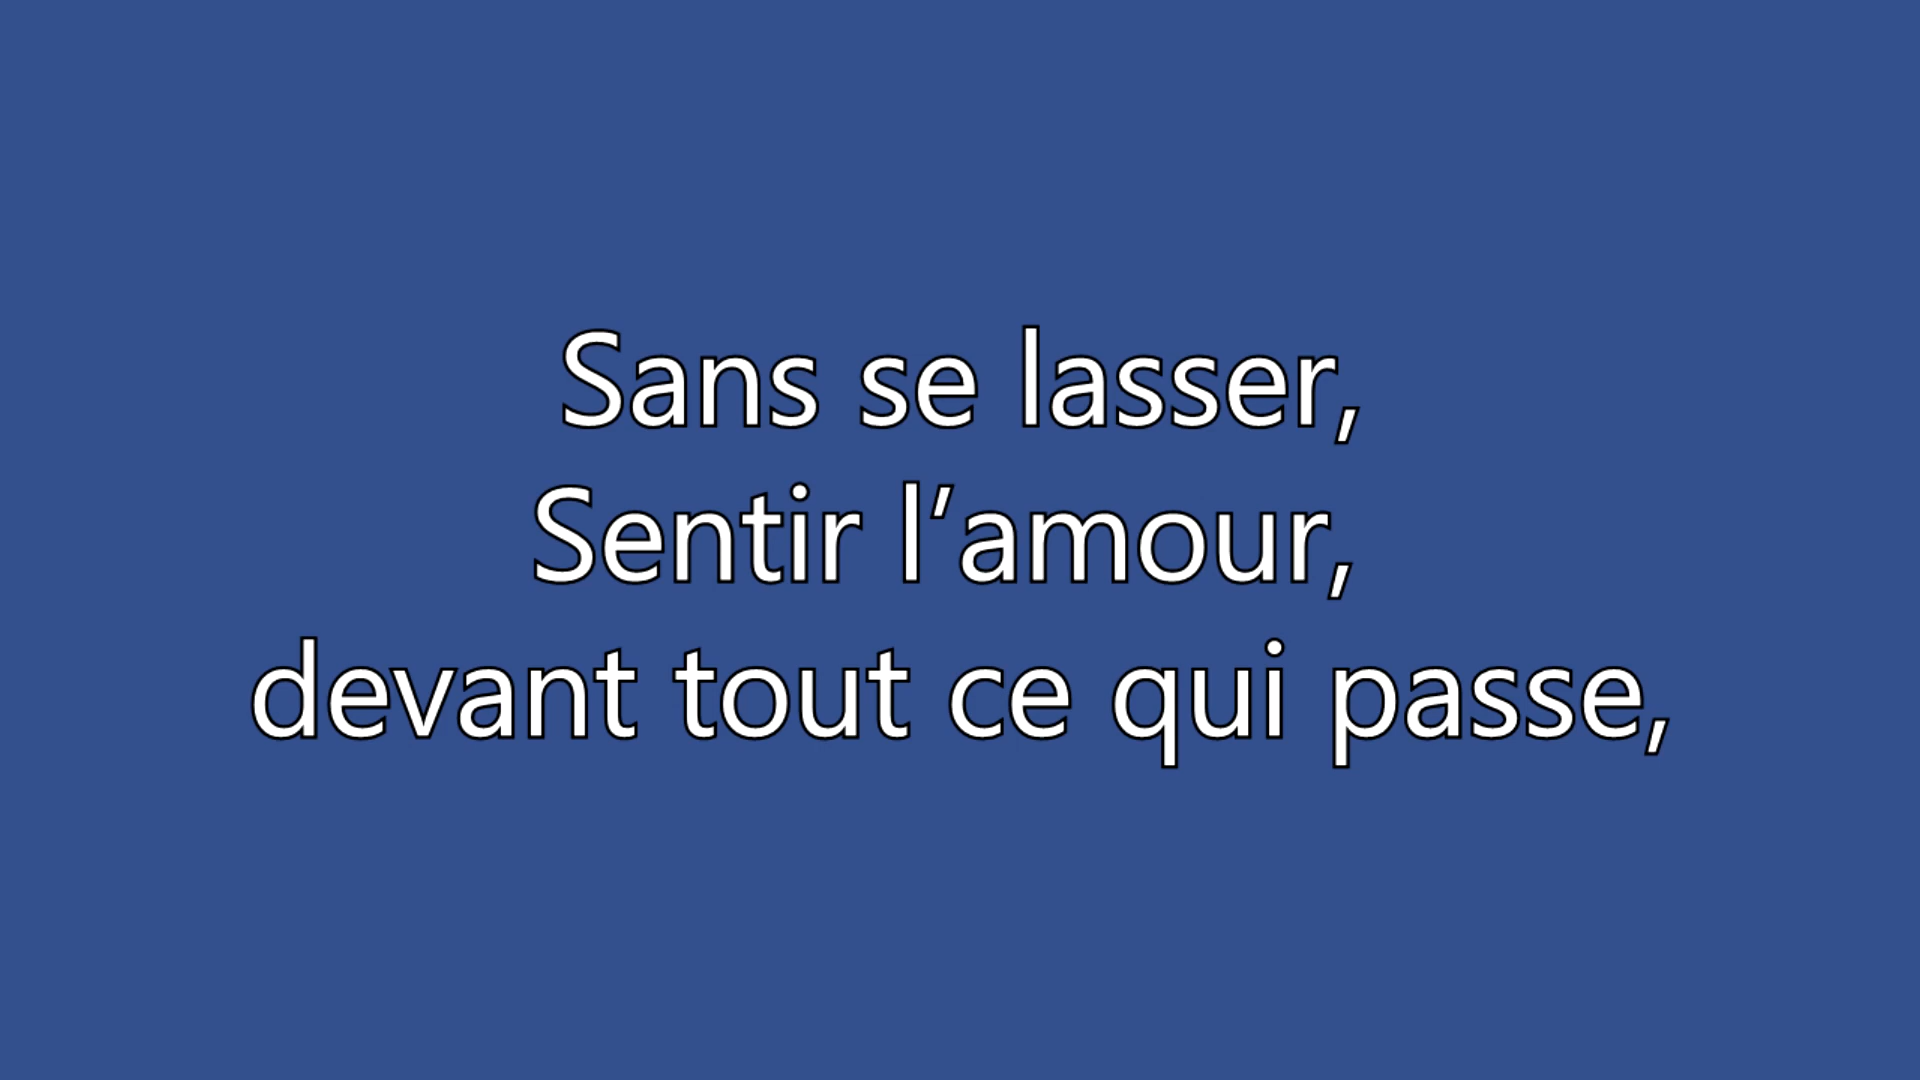 Sans se lasser,
Sentir l’amour,
devant tout ce qui passe,